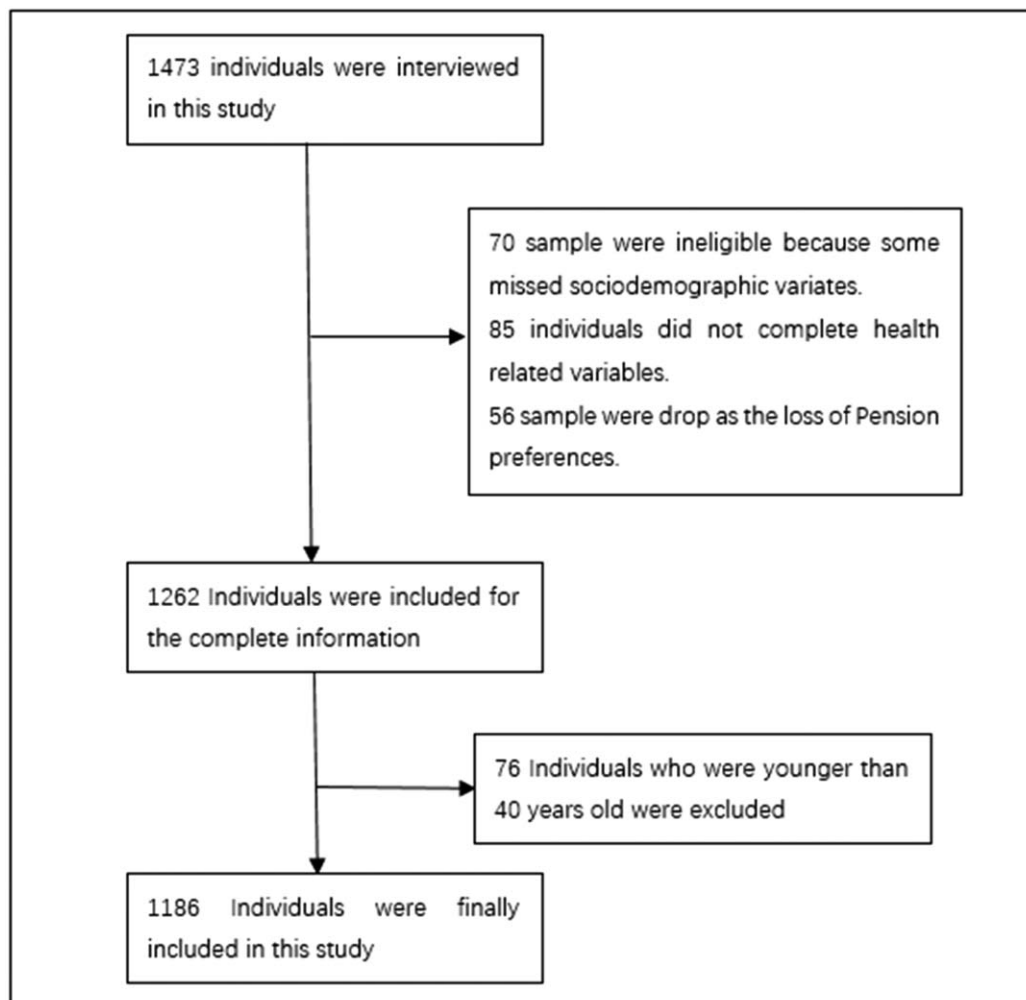 1473 individuals were interviewed
in this study
70 sample were ineligible because some
missed sociodemographic variates.
85 individuals did not complete health
related variables.
56 sample were drop as the loss of Pension
preferences.
1262 Individuals were included for
the complete information
76 Individuals who were younger than
40 years old were excluded
1186 Individuals were finally
included in this study